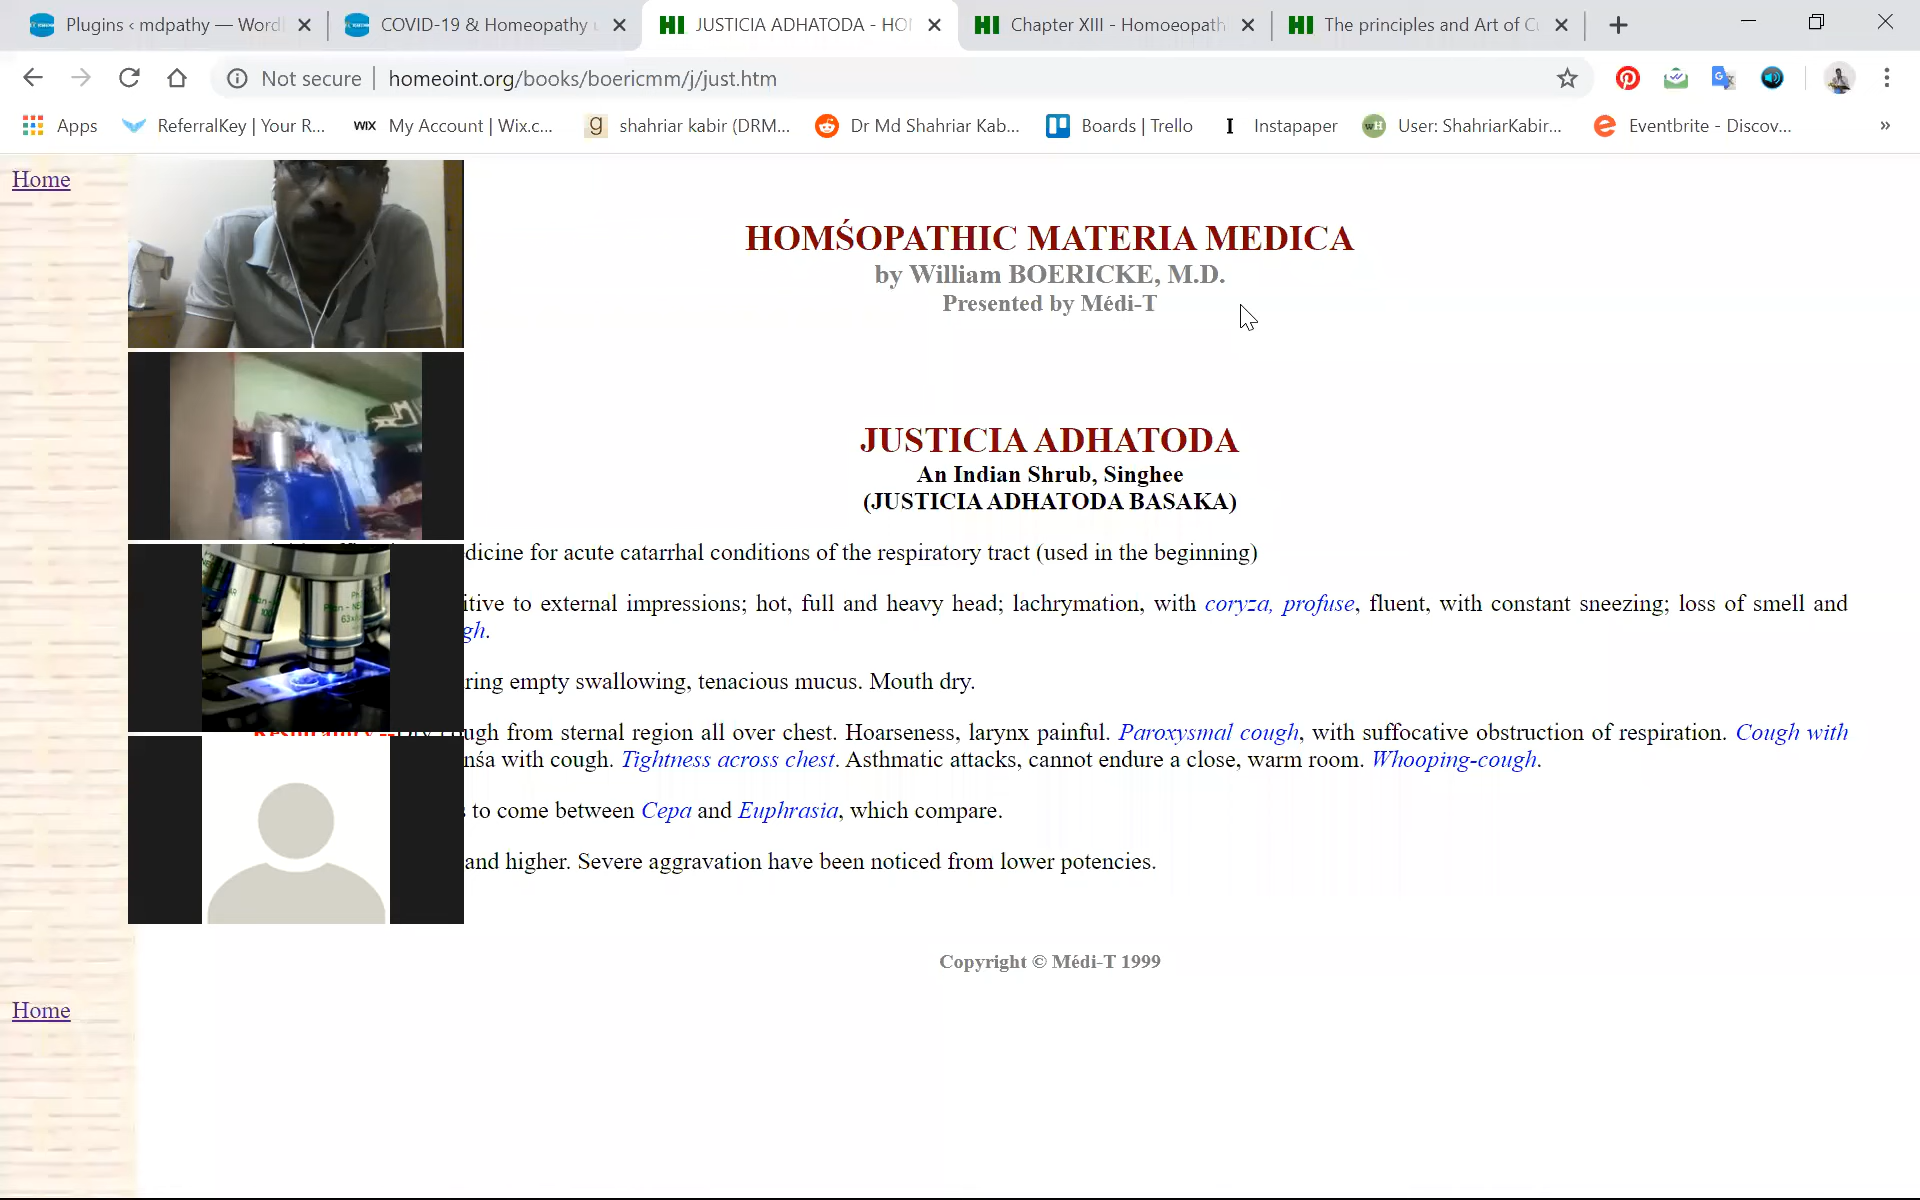 Plugins ‹ mdpathy — Word
COVID-19 & Homeopathy u
JUSTICIA ADHATODA - HO
Chapter XIII - Homoeopath
The principles and Art of C
Not secure
homeoint.org/books/boericmm/j/just.htm
Apps
ReferralKey | Your R...
WIX My Account | Wix.c...
g shahriar kabir (DRM...
Dr Md Shahriar Kab...
Boards | Trello
I Instapaper
wH User: ShahriarKabir...
Eventbrite - Discov...
»
Home
HOMŚOPATHIC MATERIA MEDICA
by William BOERICKE, M.D.
Presented by Médi-T
JUSTICIA ADHATODA
An Indian Shrub, Singhee
(JUSTICIA ADHATODA BASAKA)
dicine for acute catarrhal conditions of the respiratory tract (used in the beginning)
itive to external impressions; hot, full and heavy head; lachrymation, with coryza, profuse, fluent, with constant sneezing; loss of smell and
gh.
ring empty swallowing, tenacious mucus. Mouth dry.
ugh from sternal region all over chest. Hoarseness, larynx painful. Paroxysmal cough, with suffocative obstruction of respiration. Cough with
nśa with cough. Tightness across chest. Asthmatic attacks, cannot endure a close, warm room. Whooping-cough.
to come between Cepa and Euphrasia, which compare.
and higher. Severe aggravation have been noticed from lower potencies.
Copyright © Médi-T 1999
Home